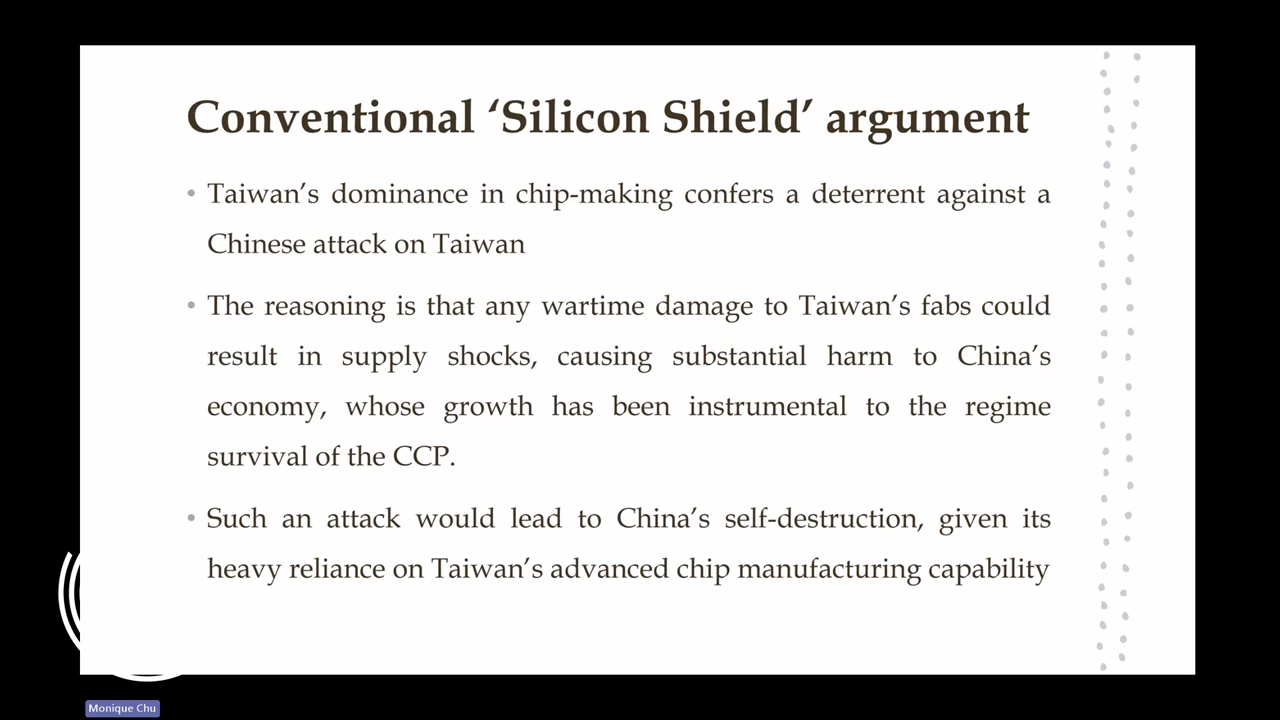 Conventional ‘Silicon Shield’ argument
• Taiwan’s dominance in chip-making confers a deterrent against a
Chinese attack on Taiwan
• The reasoning is that any wartime damage to Taiwan’s fabs could
result in supply shocks, causing substantial harm to China’s
economy, whose growth has been instrumental to the regime
survival of the CCP.
• Such an attack would lead to China’s self-destruction, given its
heavy reliance on Taiwan’s advanced chip manufacturing capability
Monique Chu